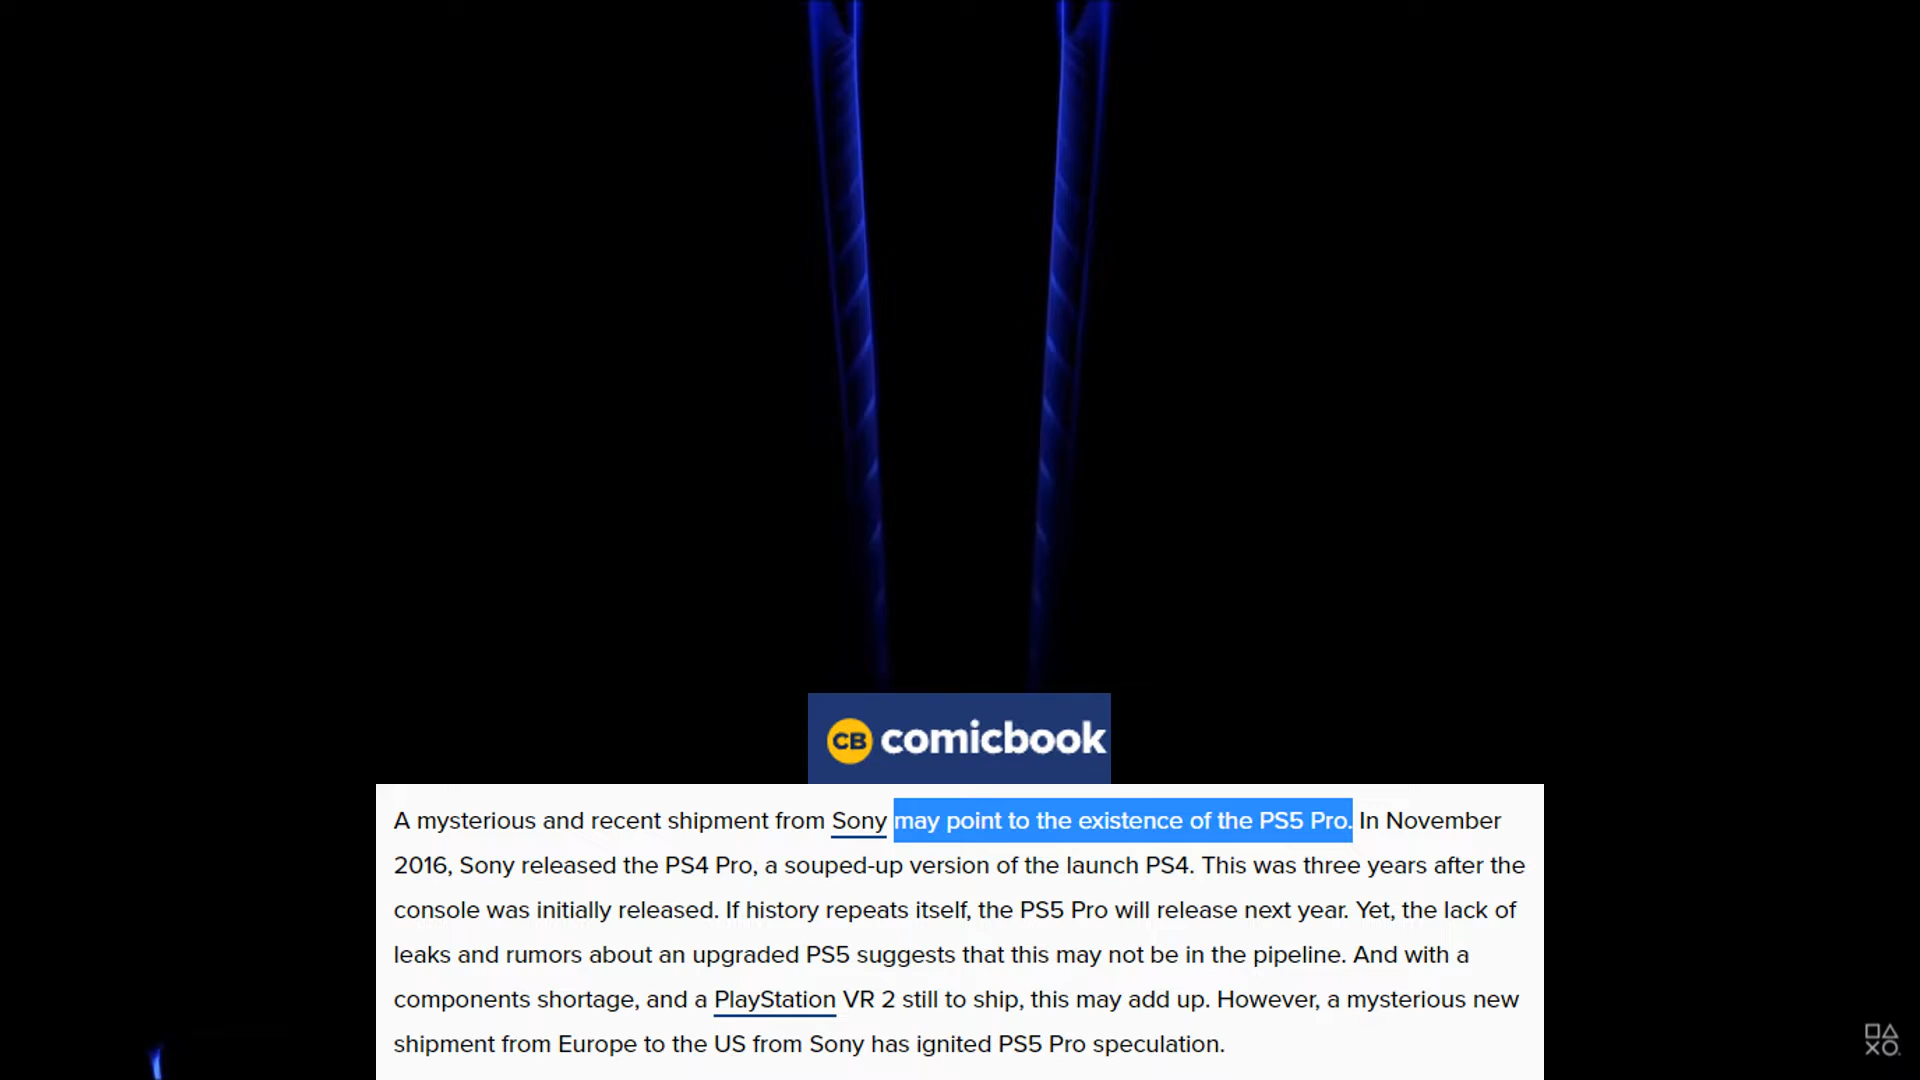 CB comicbook
A mysterious and recent shipment from Sony may point to the existence of the PS5 Pro. In November
2016, Sony released the PS4 Pro, a souped-up version of the launch PS4. This was three years after the
console was initially released. If history repeats itself, the PS5 Pro will release next year. Yet, the lack of
leaks and rumors about an upgraded PS5 suggests that this may not be in the pipeline. And with a
components shortage, and a PlayStation VR 2 still to ship, this may add up. However, a mysterious new
shipment from Europe to the US from Sony has ignited PS5 Pro speculation.